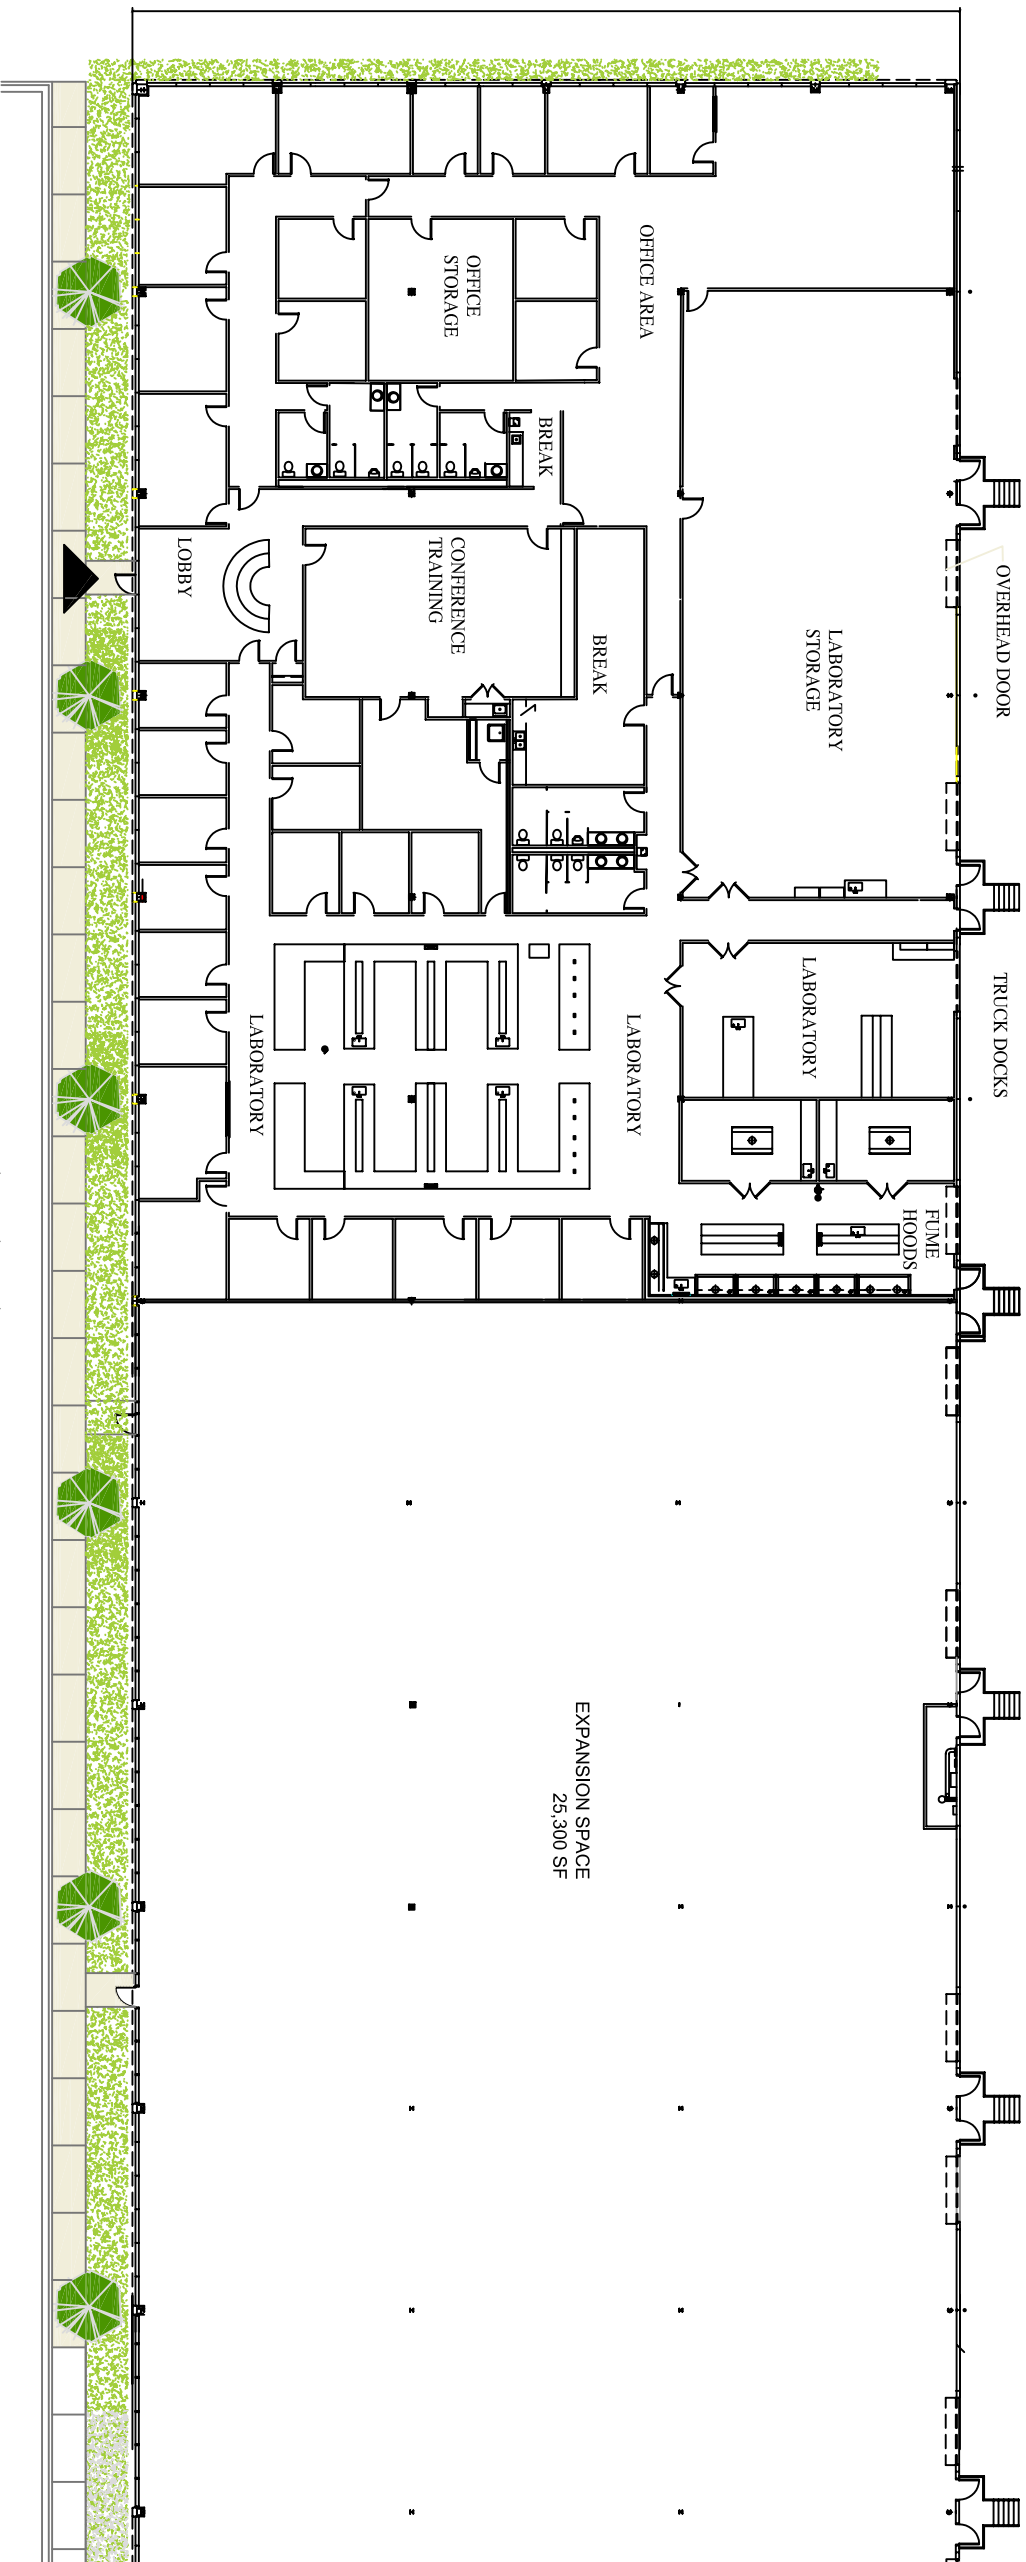 OFFICE AREA
OFFICE
STORAGE
BREAK
LOBBY
CONFERENCE
TRAINING
BREAK
OVERHEAD DOOR
LABORATORY
STORAGE
TRUCK DOCKS
LABORATORY
LABORATORY
LABORATORY
FUME
HOODS
EXPANSION SPACE
25,300 SF